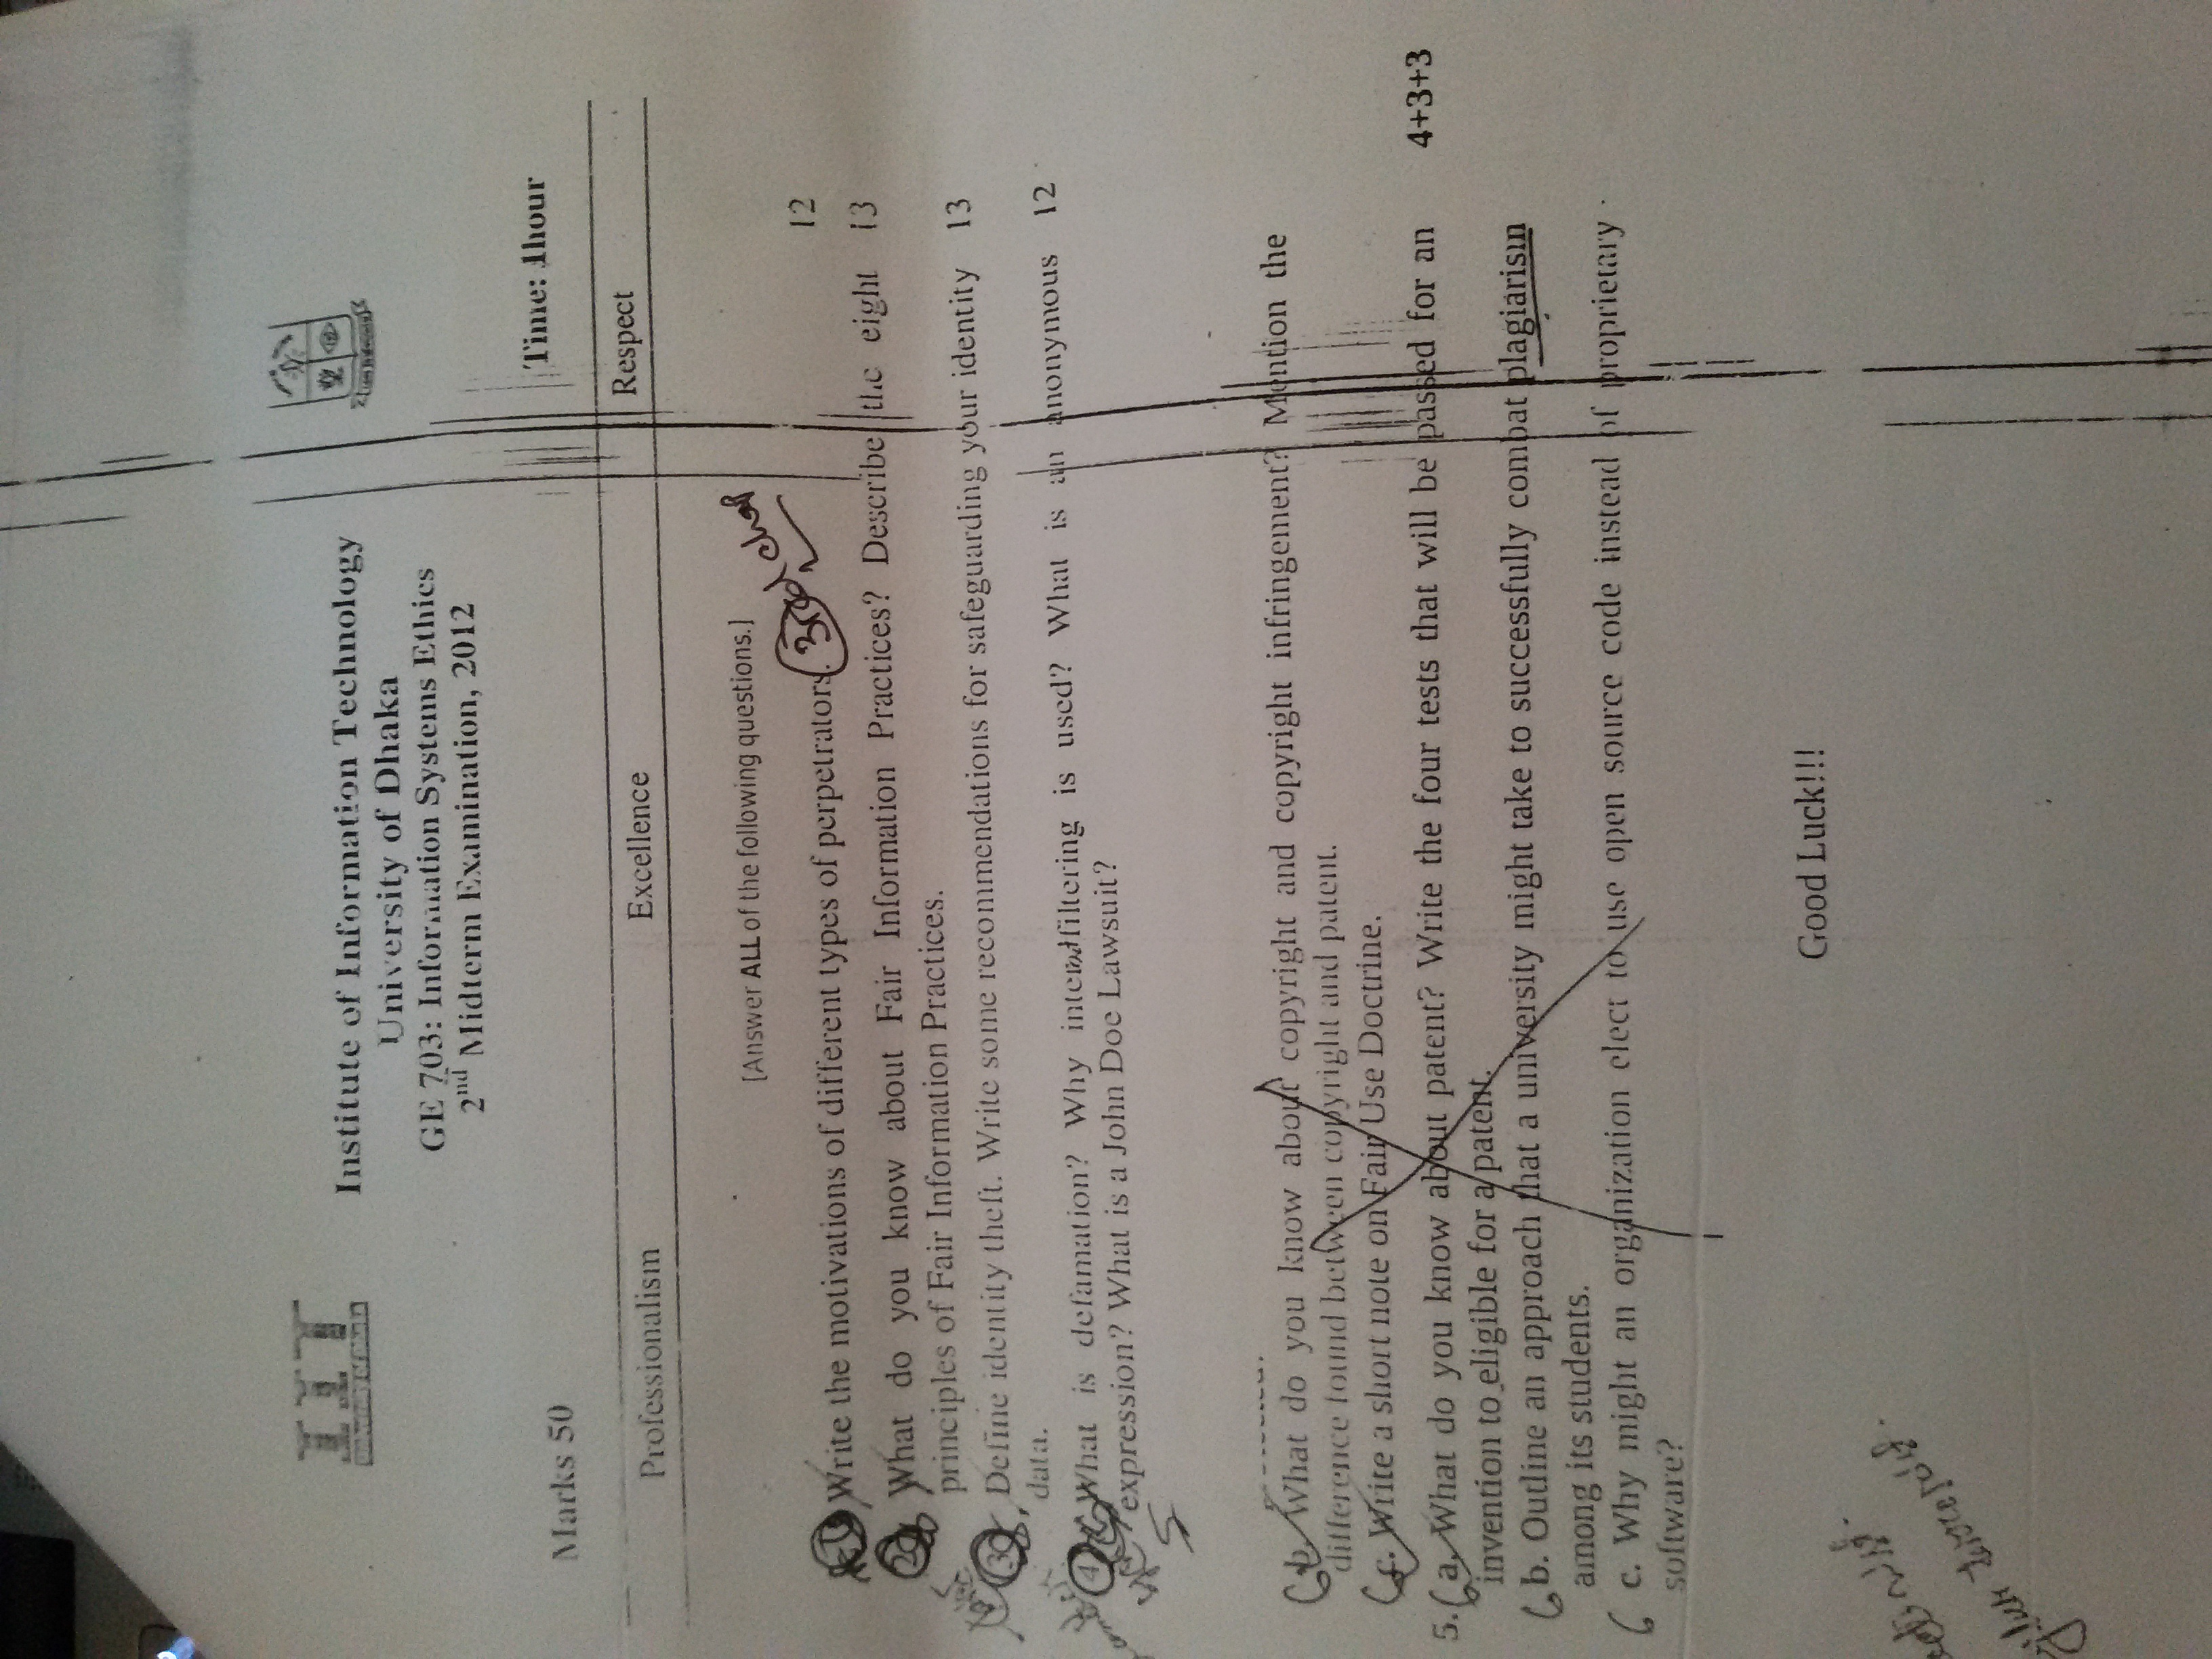 IIT
Institute of Information Technology
University of Dhaka
GE 703: Information Systems Ethics
2nd Midterm Examination, 2012
Marks 50
Time: 1hour
Professionalism Excellence Respect
[Answer ALL of the following questions.]
3rd chap
1. Write the motivations of different types of perpetrators. 12
2. What do you know about Fair Information Practices? Describe the eight 13
principles of Fair Information Practices.
3. Define identity theft. Write some recommendations for safeguarding your identity 13
data.
4. What is defamation? Why filtering is used? What is an anonymous 12
expression? What is a John Doe Lawsuit?
5
6 b. What do you know about copyright and copyright infringement? Mention the
difference found between copyright and patent.
6 c. Write a short note on Fair Use Doctrine.
5. 6 a. What do you know about patent? Write the four tests that will be passed for an 4+3+3
invention to eligible for a patent.
6 b. Outline an approach that a university might take to successfully combat plagiarism
among its students.
6 c. Why might an organization elect to use open source code instead of proprietary
software?
Good Luck!!!